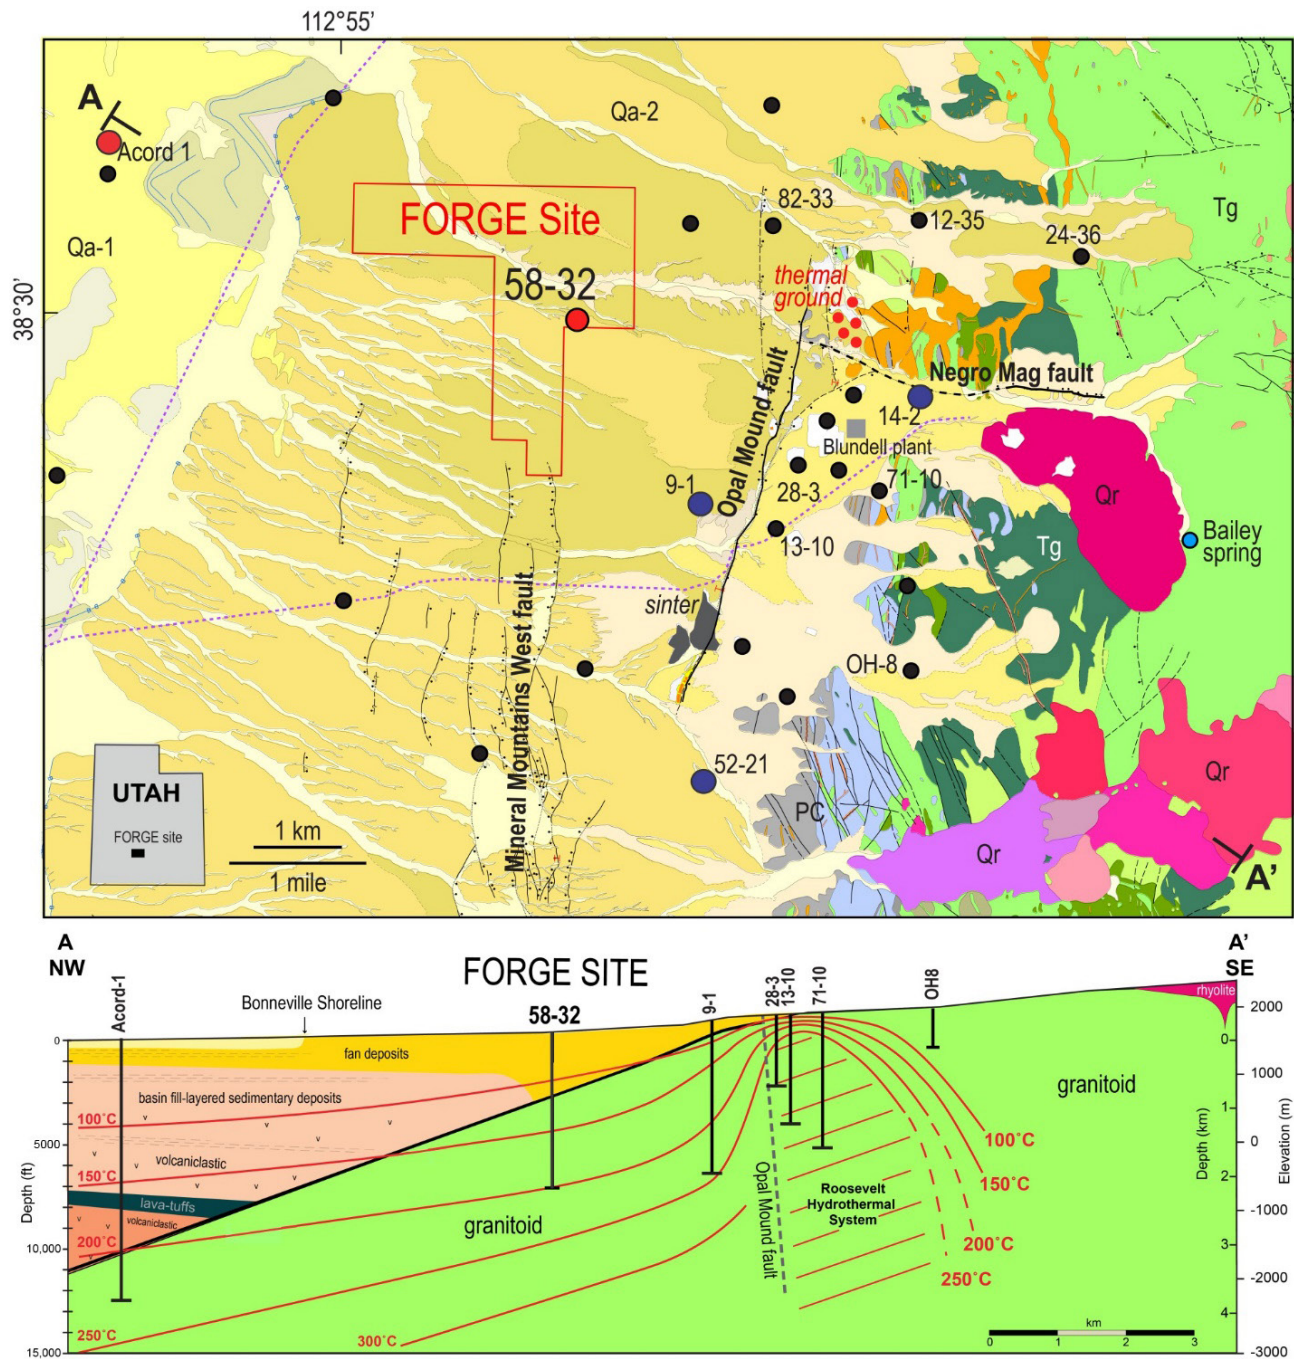 112°55'
38°30'
A
Acord 1
Qa-1
Qa-2
FORGE Site
58-32
82-33
12-35
24-36
Tg
thermal
ground
Negro Mag fault
Opal Mound fault
14-2
Blundell plant
9-1
28-3
71-10
13-10
Qr
Tg
Bailey
spring
sinter
Mineral Mountains West fault
OH-8
52-21
PC
Qr
Qr
A'
UTAH
FORGE site
1 km
1 mile
A
NW
FORGE SITE
A'
SE
Acord-1
Bonneville Shoreline
58-32
9-1
28-3
13-10
71-10
OH8
rhyolite
fan deposits
basin fill-layered sedimentary deposits
volcaniclastic
lava-tuffs
volcaniclastic
granitoid
granitoid
Opal Mound fault
Roosevelt
Hydrothermal
System
100°C
150°C
200°C
250°C
300°C
100°C
150°C
200°C
250°C
Depth (ft)
0
5000
10,000
15,000
Depth (km)
0
1
2
3
4
Elevation (m)
2000
1000
0
-1000
-2000
-3000
km
0
1
2
3